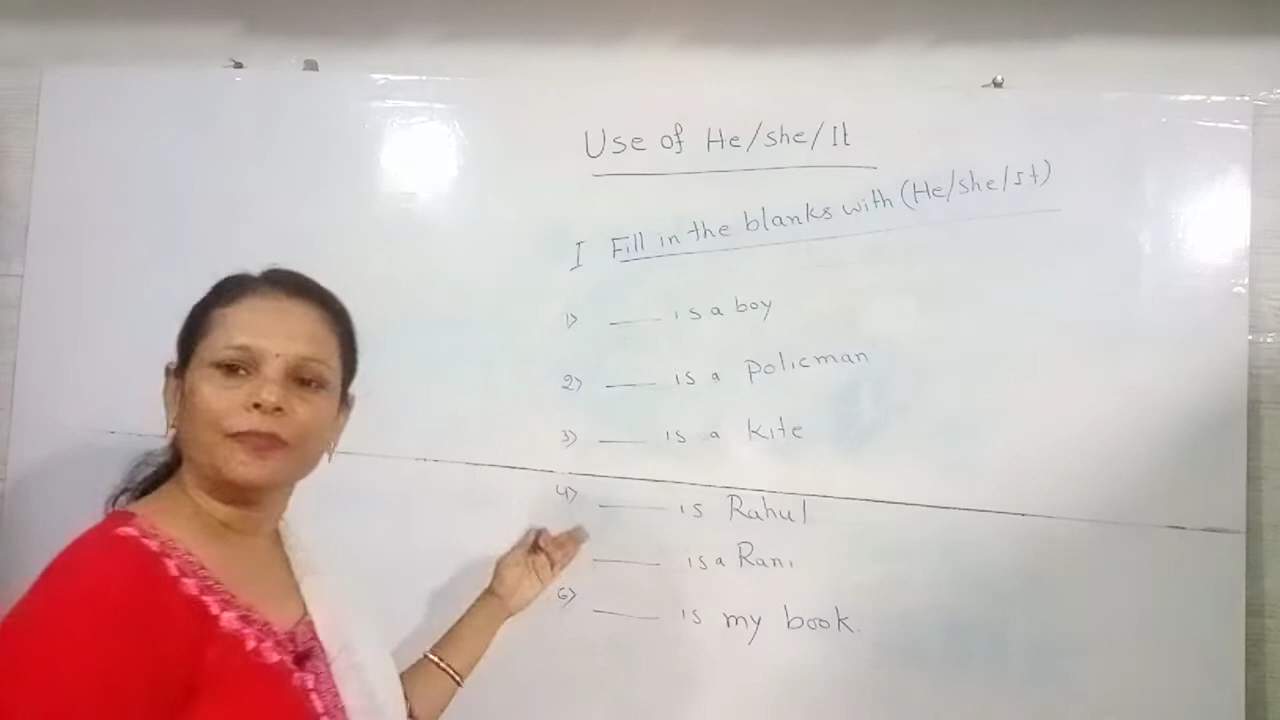 Use of He/she/It
I Fill in the blanks with (He/she/It)
1) ____ is a boy
2) ____ is a policman
3) ____ is a kite
4) ____ is Rahul
____ is a Rani
6) ____ is my book.